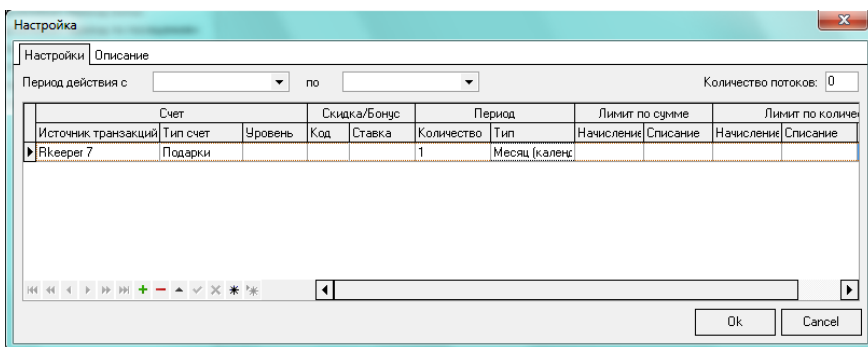 Настройка
Настройки Описание
Период действия с по Количество потоков: 0
Счет Скидка/Бонус Период Лимит по сумме Лимит по количе
Источник транзакций Тип счет Уровень Код Ставка Количество Тип Начисление Списание Начисление Списание
Rkeeper 7 Подарки 1 Месяц (календ
Ok Cancel